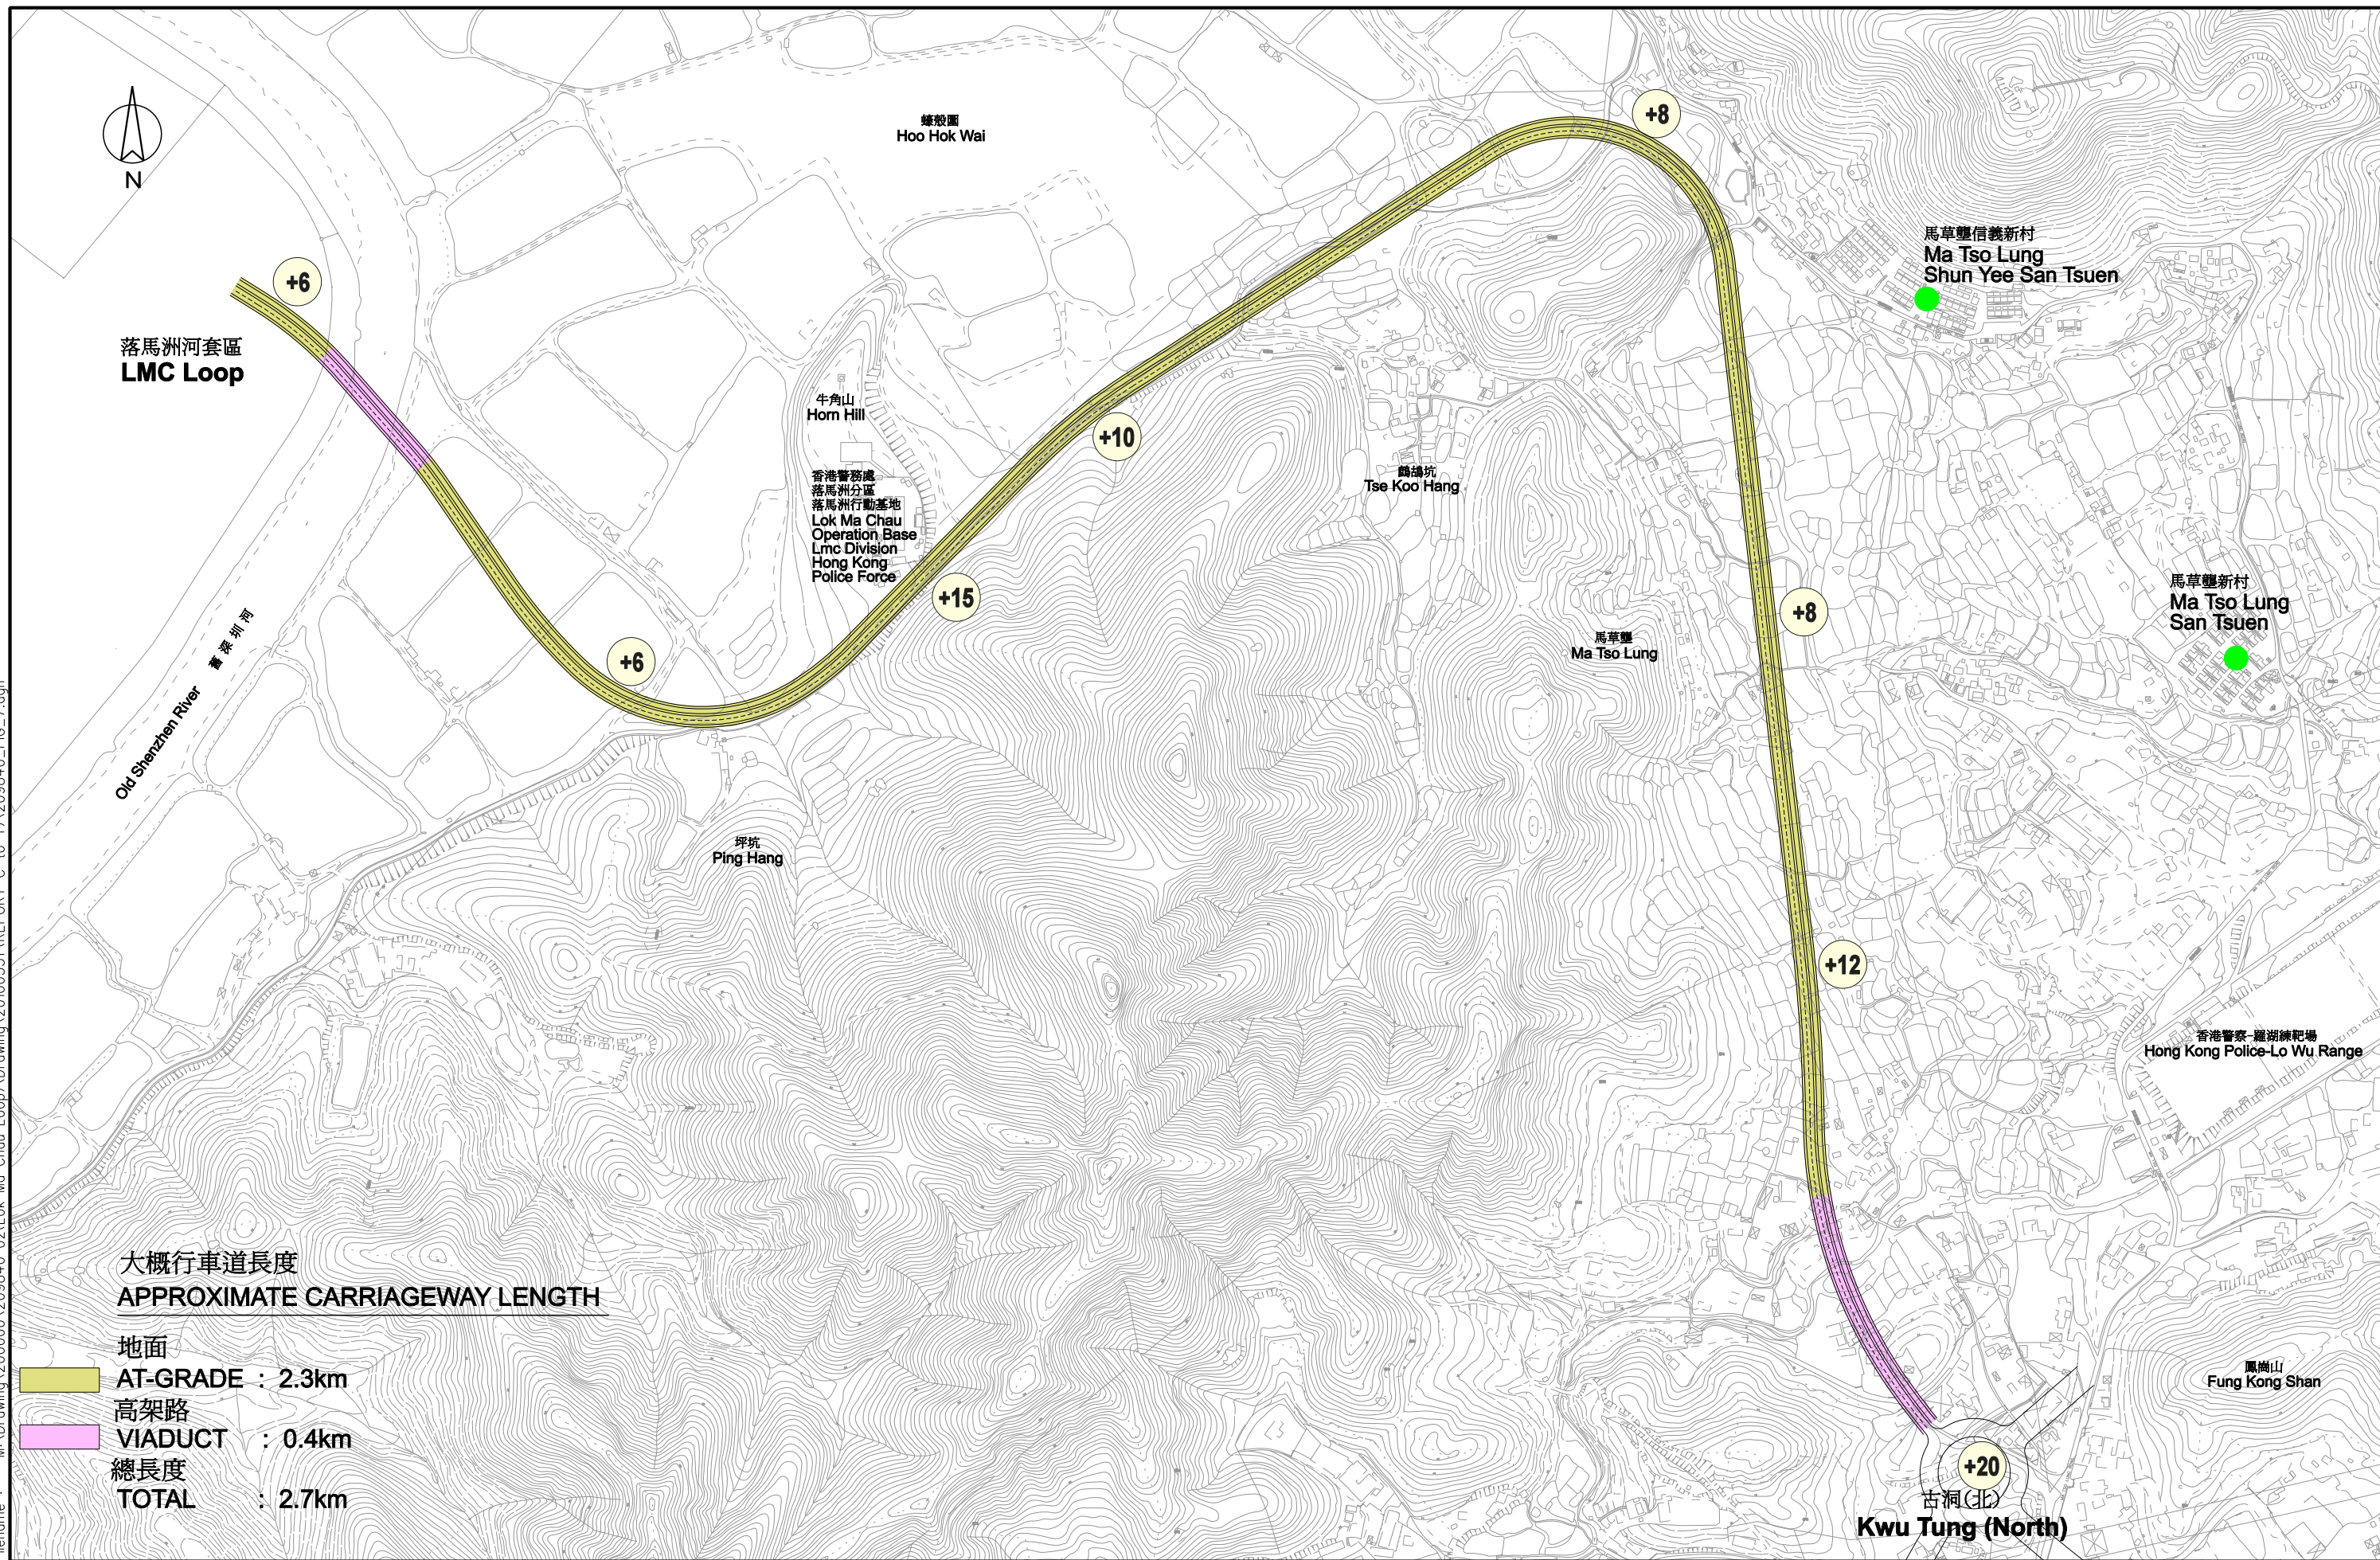 N
蠔殼圍
Hoo Hok Wai
+8
+6
落馬洲河套區
LMC Loop
馬草壟信義新村
Ma Tso Lung
Shun Yee San Tsuen
牛角山
Horn Hill
+10
香港警務處
落馬洲分區
落馬洲行動基地
Lok Ma Chau
Operation Base
Lmc Division
Hong Kong
Police Force
鷓鴣坑
Tse Koo Hang
+15
+8
馬草壟新村
Ma Tso Lung
San Tsuen
+6
馬草壟
Ma Tso Lung
Old Shenzhen River 舊深圳河
坪坑
Ping Hang
+12
香港警察-羅湖練靶場
Hong Kong Police-Lo Wu Range
鳳崗山
Fung Kong Shan
+20
古洞(北)
Kwu Tung (North)
大概行車道長度
APPROXIMATE CARRIAGEWAY LENGTH
地面
AT-GRADE : 2.3km
高架路
VIADUCT : 0.4km
總長度
TOTAL : 2.7km